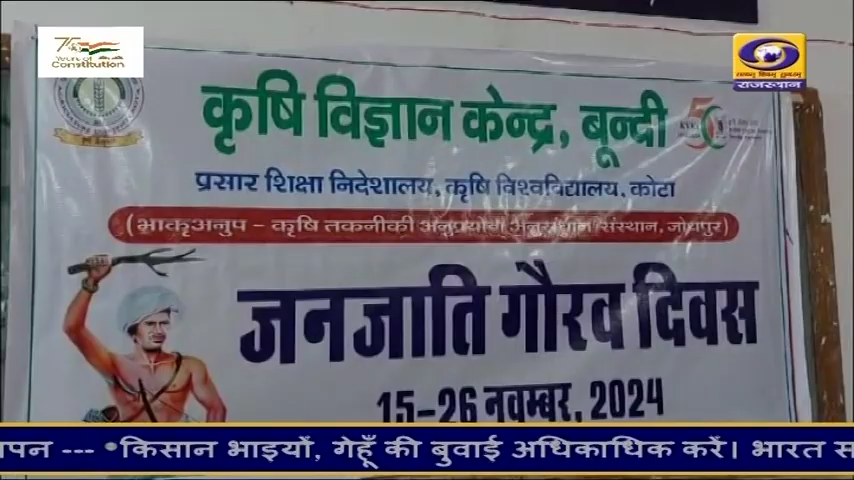 75
Years of
Constitution
राजस्थान
कृषि विज्ञान केन्द्र, बून्दी
प्रसार शिक्षा निदेशालय, कृषि विश्वविद्यालय, कोटा
(भाकृअनुप - कृषि तकनीकी अनुप्रयोग अनुसंधान संस्थान, जोधपुर)
जनजाति गौरव दिवस
15-26 नवम्बर, 2024
पन --- *किसान भाइयों, गेहूँ की बुवाई अधिकाधिक करें। भारत स